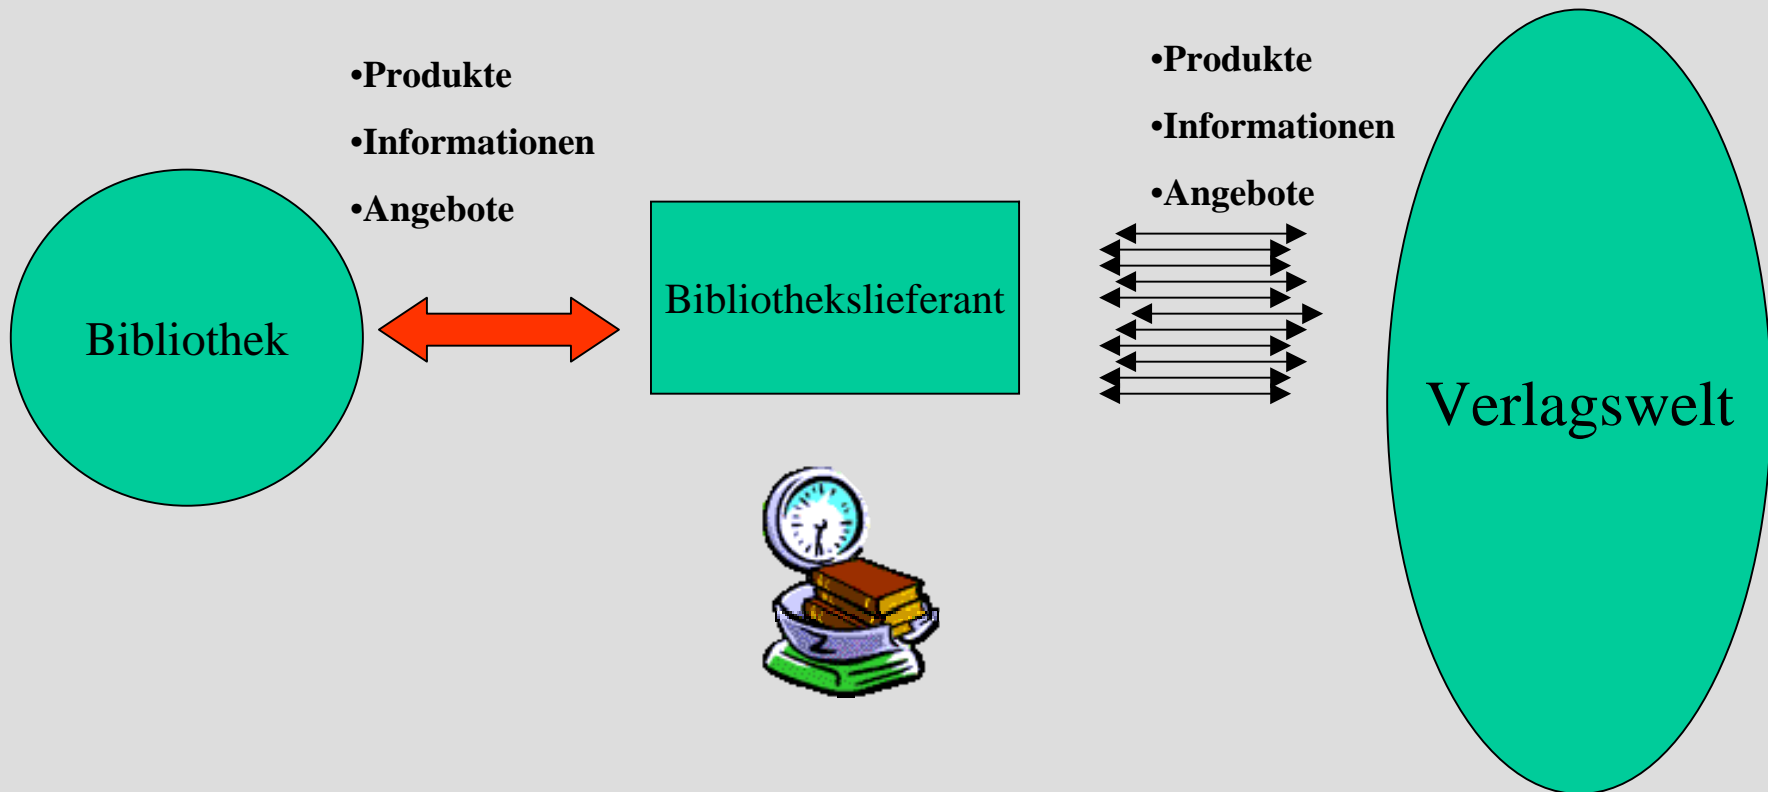 •Produkte
•Informationen
•Angebote
•Produkte
•Informationen
•Angebote
Bibliothek
Bibliothekslieferant
Verlagswelt